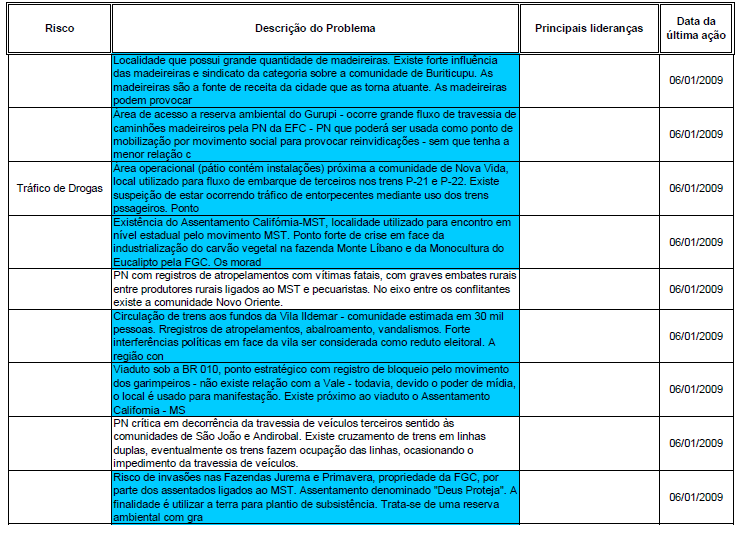 Risco Descrição do Problema Principais lideranças Data da última ação
Localidade que possui grande quantidade de madeireiras. Existe forte influência
das madeireiras e sindicato da categoria sobre a comunidade de Buriticupu. As
madeireiras são a fonte de receita da cidade que as torna atuante. As madeireiras
podem provocar
06/01/2009
Área de acesso a reserva ambiental do Gurupi - ocorre grande fluxo de travessia de
caminhões madeireiros pela PN da EFC - PN que poderá ser usada como ponto de
mobilização por movimento social para provocar reinvidicações - sem que tenha a
menor relação c
06/01/2009
Tráfico de Drogas
Área operacional (pátio contém instalações) próxima a comunidade de Nova Vida,
local utilizado para fluxo de embarque de terceiros nos trens P-21 e P-22. Existe
suspeição de estar ocorrendo tráfico de entorpecentes mediante uso dos trens
pssageiros. Ponto
06/01/2009
Existência do Assentamento Califómia-MST, localidade utilizado para encontro em
nível estadual pelo movimento MST. Ponto forte de crise em face da
industrialização do carvão vegetal na fazenda Monte Líbano e da Monocultura do
Eucalipto pela FGC. Os morad
06/01/2009
PN com registros de atropelamentos com vítimas fatais, com graves embates rurais
entre produtores rurais ligados ao MST e pecuaristas. No eixo entre os conflitantes
existe a comunidade Novo Oriente.
06/01/2009
Circulação de trens aos fundos da Vila Ildemar - comunidade estimada em 30 mil
pessoas. Rregistros de atropelamentos, abalroamento, vandalismos. Forte
interferências políticas em face da vila ser considerada como reduto eleitoral. A
região con
06/01/2009
Viaduto sob a BR 010, ponto estratégico com registro de bloqueio pelo movimento
dos garimpeiros - não existe relação com a Vale - todavia, devido o poder de mídia,
o local é usado para manifestação. Existe próximo ao viaduto o Assentamento
California - MS
06/01/2009
PN crítica em decorrência da travessia de veículos terceiros sentido às
comunidades de São João e Andirobal. Existe cruzamento de trens em linhas
duplas, eventualmente os trens fazem ocupação das linhas, ocasionando o
impedimento da travessia de veículos.
06/01/2009
Risco de invasões nas Fazendas Jurema e Primavera, propriedade da FGC, por
parte dos assentados ligados ao MST. Assentamento denominado "Deus Proteja". A
finalidade é utilizar a terra para plantio de subsistência. Trata-se de uma reserva
ambiental com gra
06/01/2009